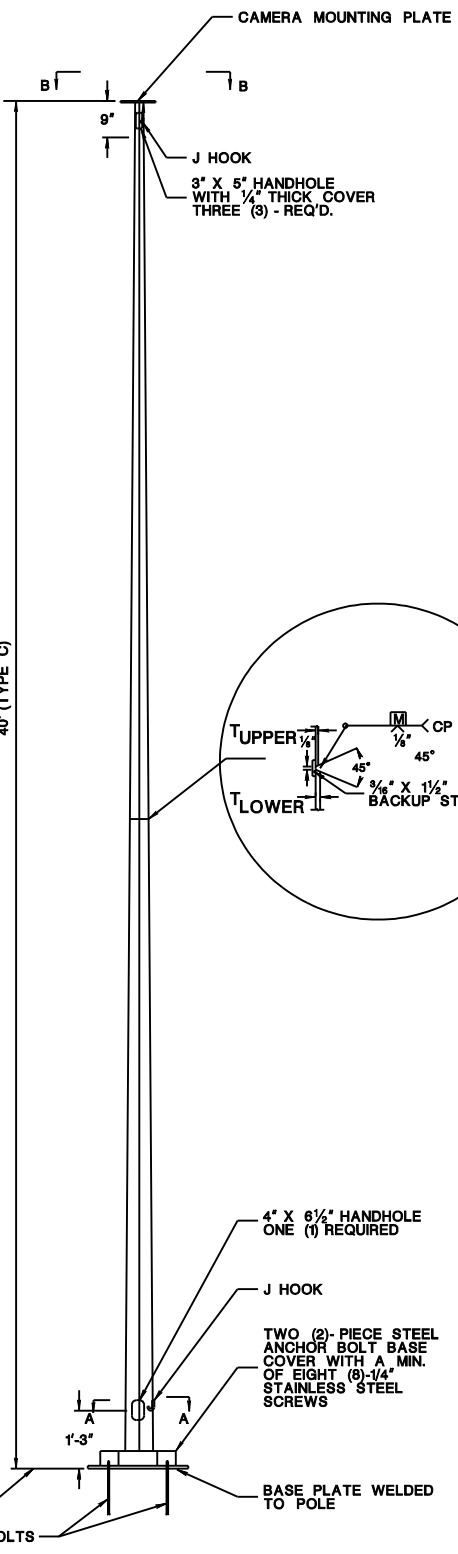 CAMERA MOUNTING PLATE
B B
9"
J HOOK
3" X 5" HANDHOLE
WITH ¼" THICK COVER
THREE (3) - REQ'D.
40' (TYPE C)
TUPPER
⅛"
M
⅛"
CP
45°
45°
TLOWER
3⁄16" X 1½"
BACKUP ST
4" X 6½" HANDHOLE
ONE (1) REQUIRED
J HOOK
TWO (2)- PIECE STEEL
ANCHOR BOLT BASE
COVER WITH A MIN.
OF EIGHT (8)-1/4"
STAINLESS STEEL
SCREWS
A A
1'-3"
BASE PLATE WELDED
TO POLE
OLTS